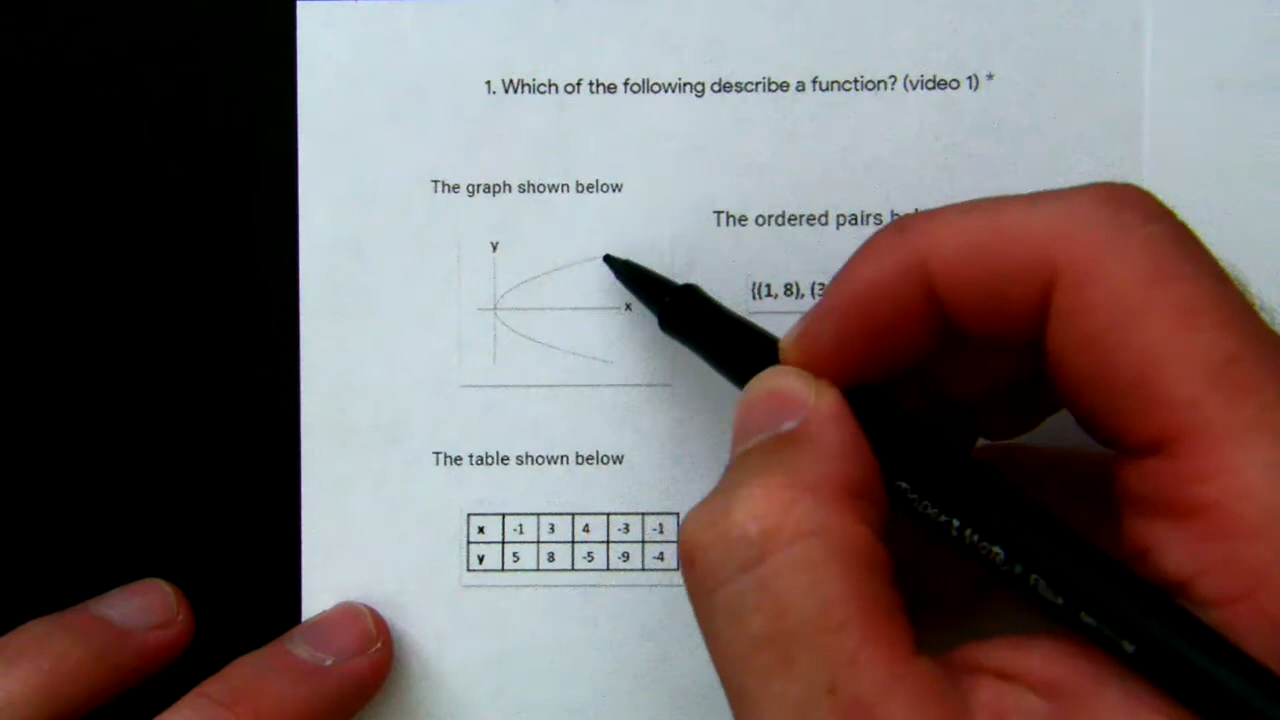 1. Which of the following describe a function? (video 1) *
The graph shown below
y
x
The ordered pairs
{(1, 8), (3
The table shown below
x -1 3 4 -3 -1
y 5 8 -5 -9 -4